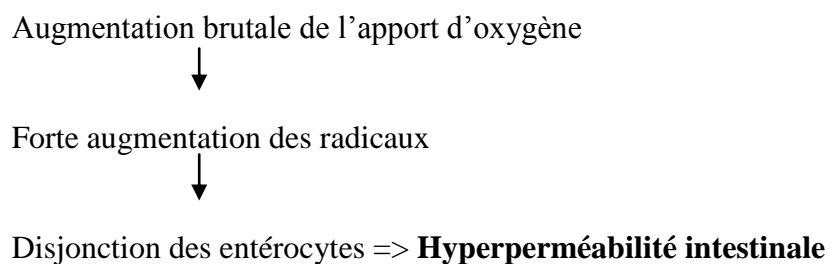 Augmentation brutale de l’apport d’oxygène
Forte augmentation des radicaux
Disjonction des entérocytes => Hyperperméabilité intestinale